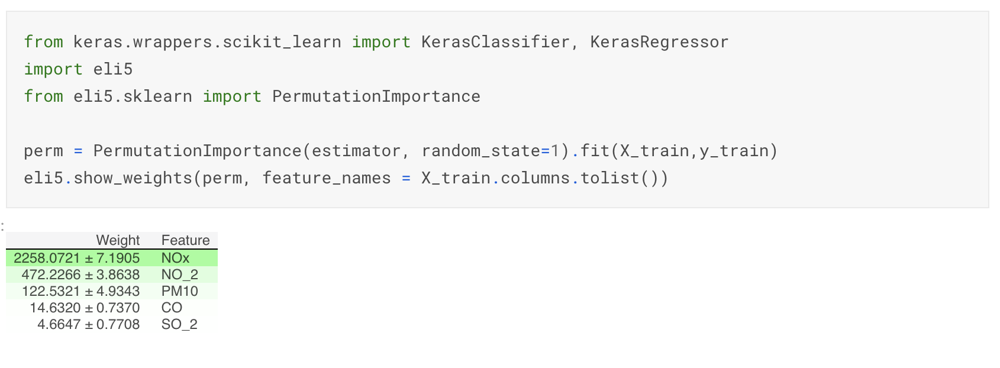 from keras.wrappers.scikit_learn import KerasClassifier, KerasRegressor
import eli5
from eli5.sklearn import PermutationImportance

perm = PermutationImportance(estimator, random_state=1).fit(X_train,y_train)
eli5.show_weights(perm, feature_names = X_train.columns.tolist())
:
Weight Feature
2258.0721 ± 7.1905 NOx
472.2266 ± 3.8638 NO_2
122.5321 ± 4.9343 PM10
14.6320 ± 0.7370 CO
4.6647 ± 0.7708 SO_2